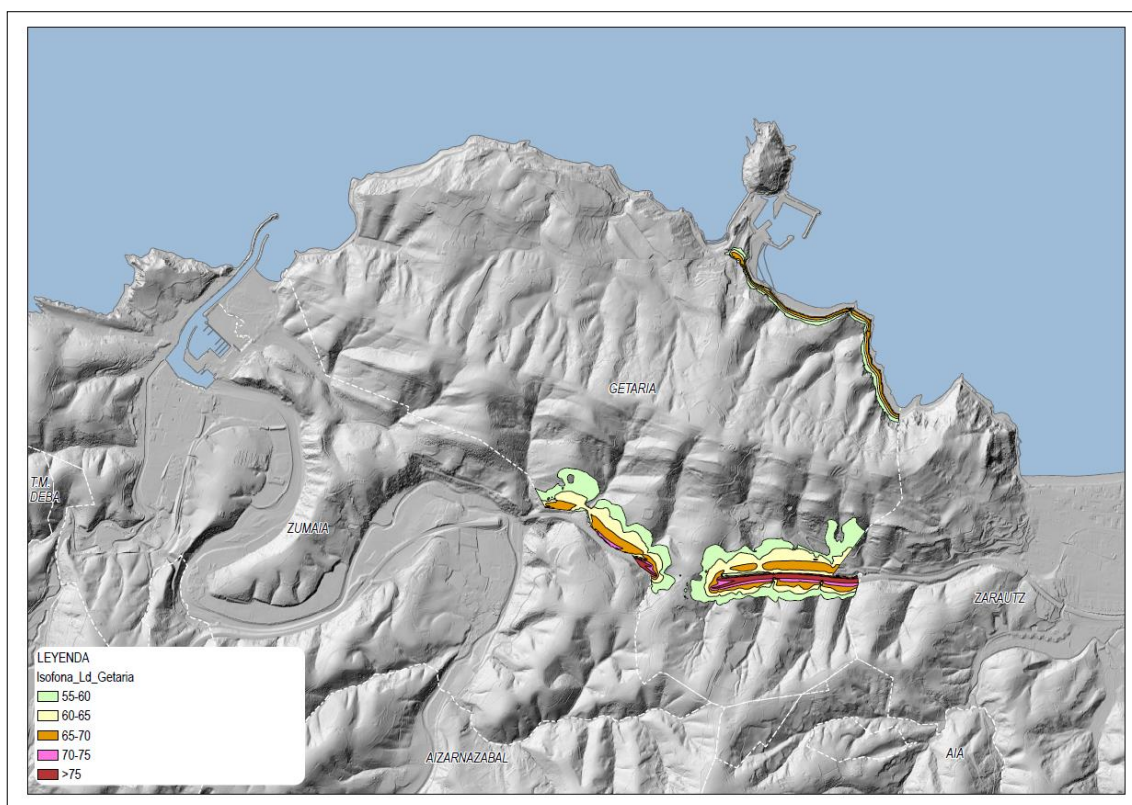 GETARIA
T.M.
DEBA
ZUMAIA
ZARAUTZ
AIZARNAZABAL
AIA
LEYENDA
Isofona_Ld_Getaria
55-60
60-65
65-70
70-75
>75